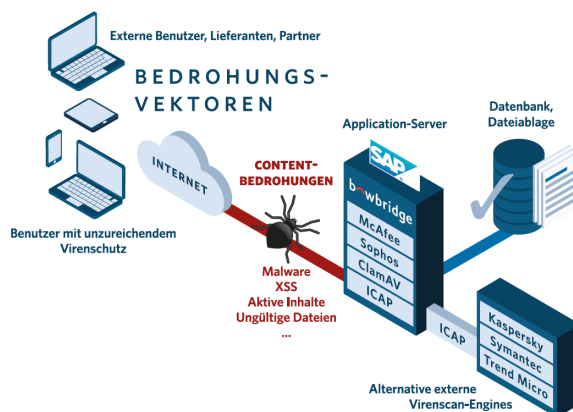 Externe Benutzer, Lieferanten, Partner
BEDROHUNGS-
VEKTOREN
INTERNET
Benutzer mit unzureichendem
Virenschutz
CONTENT-
BEDROHUNGEN
Malware
XSS
Aktive Inhalte
Ungültige Dateien
...
Application-Server
SAP
bowbridge
McAfee
Sophos
ClamAV
ICAP
Datenbank,
Dateiablage
ICAP
Kaspersky
Symantec
Trend Micro
Alternative externe
Virenscan-Engines